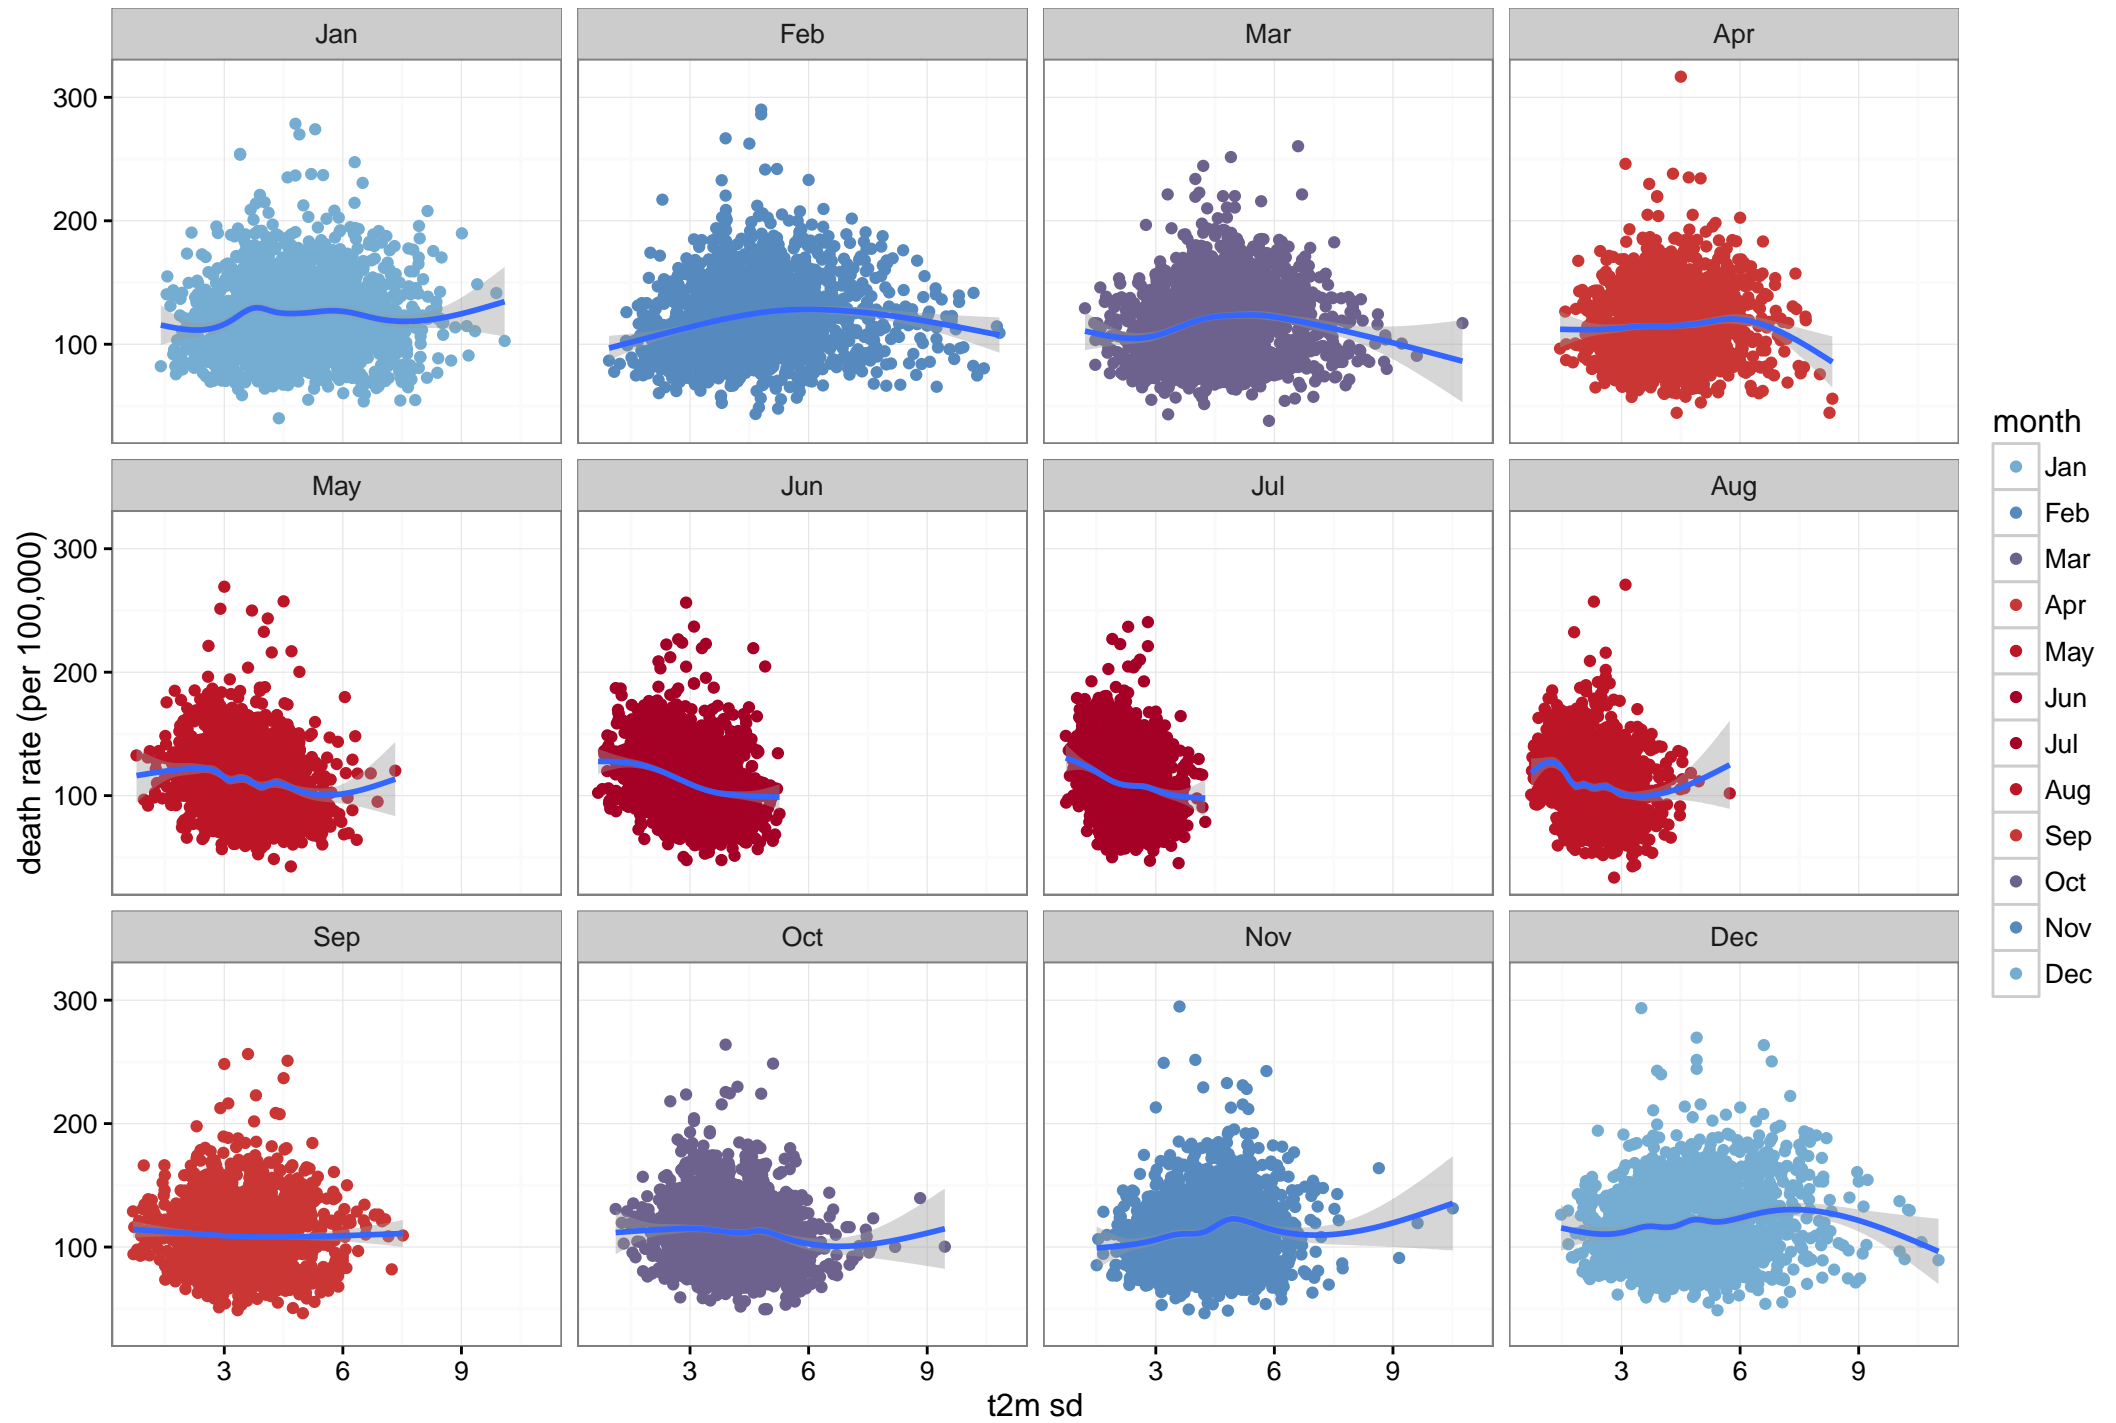 Jan Feb Mar Apr
300
200
100
May Jun Jul Aug
300
200
100
Sep Oct Nov Dec
300
200
100
3 6 9 3 6 9 3 6 9 3 6 9
t2m sd
death rate (per 100,000)
month
Jan
Feb
Mar
Apr
May
Jun
Jul
Aug
Sep
Oct
Nov
Dec